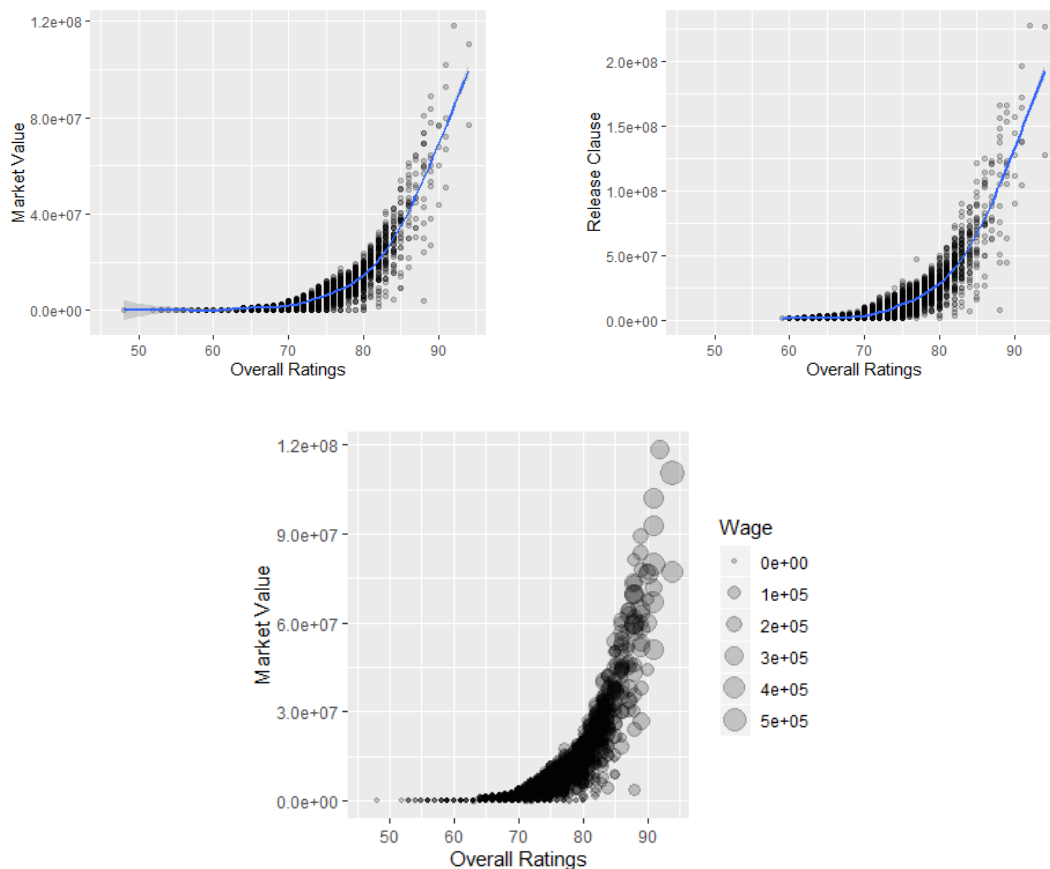 1.2e+08
8.0e+07
4.0e+07
0.0e+00
Market Value
50 60 70 80 90
Overall Ratings
2.0e+08
1.5e+08
1.0e+08
5.0e+07
0.0e+00
Release Clause
50 60 70 80 90
Overall Ratings
1.2e+08
9.0e+07
6.0e+07
3.0e+07
0.0e+00
Market Value
50 60 70 80 90
Overall Ratings
Wage
0e+00
1e+05
2e+05
3e+05
4e+05
5e+05